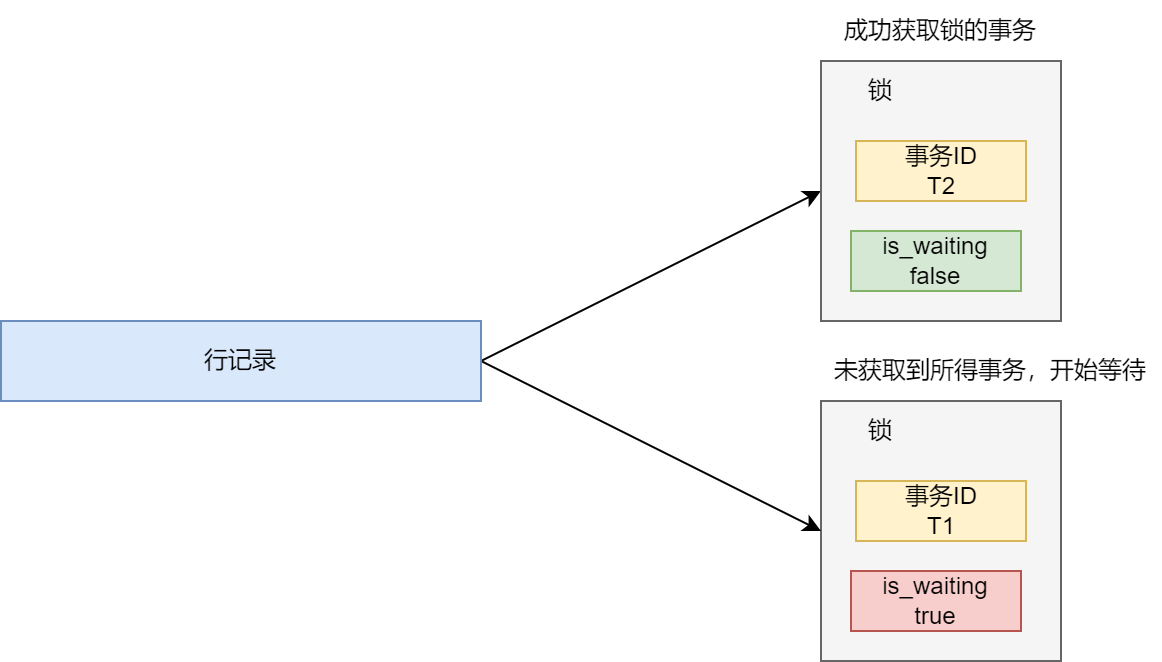 成功获取锁的事务
锁
事务ID
T2
is_waiting
false
行记录
未获取到所得事务，开始等待
锁
事务ID
T1
is_waiting
true